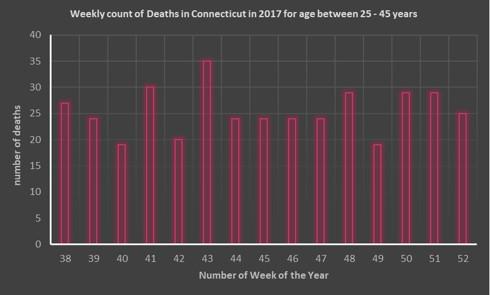 Weekly count of Deaths in Connecticut in 2017 for age between 25 - 45 years
40
35
30
25
20
15
10
5
0
number of deaths
38 39 40 41 42 43 44 45 46 47 48 49 50 51 52
Number of Week of the Year